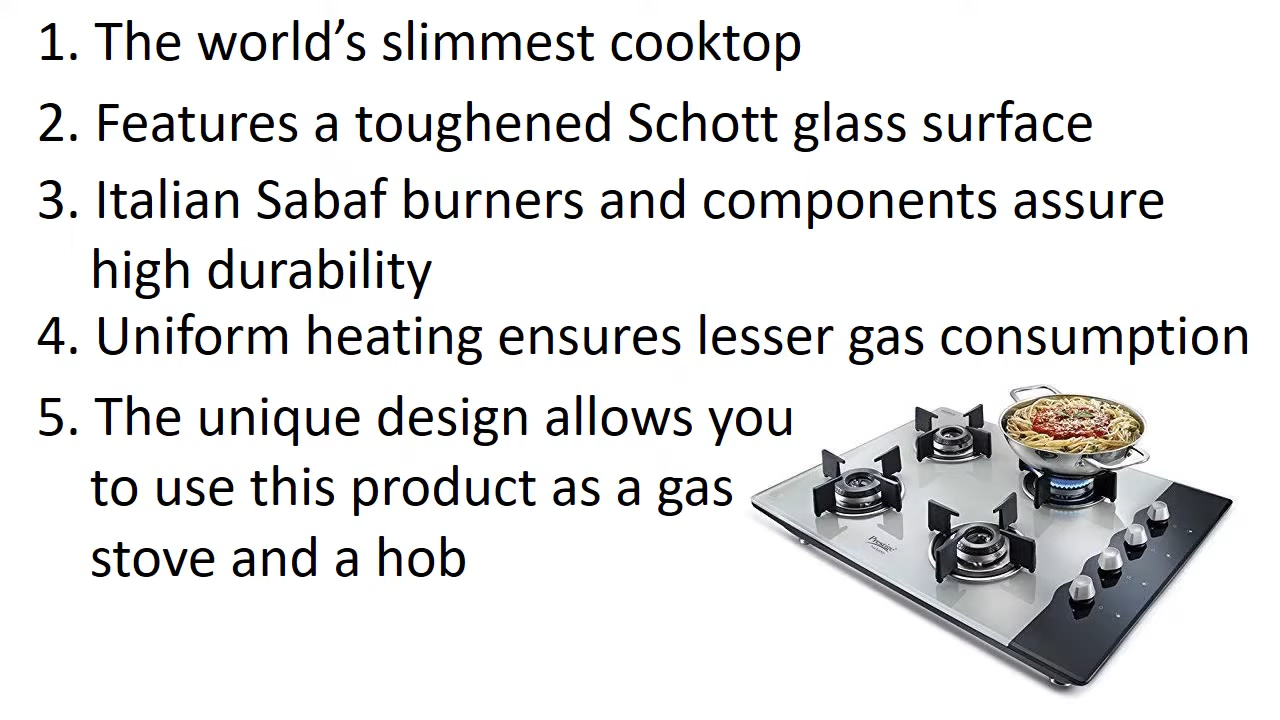 1. The world’s slimmest cooktop
2. Features a toughened Schott glass surface
3. Italian Sabaf burners and components assure
high durability
4. Uniform heating ensures lesser gas consumption
5. The unique design allows you
to use this product as a gas
stove and a hob
Prestige